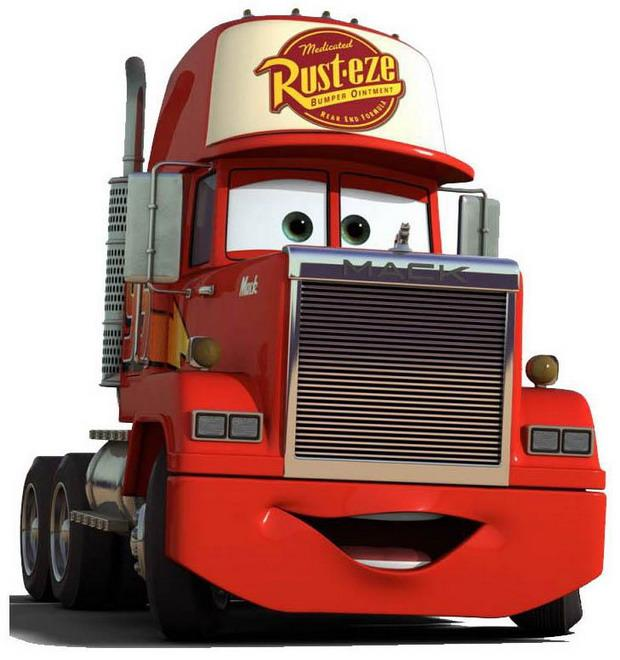 Medicated
Rust-eze
BUMPER OINTMENT
REAR END FORMULA
MACK
Mack